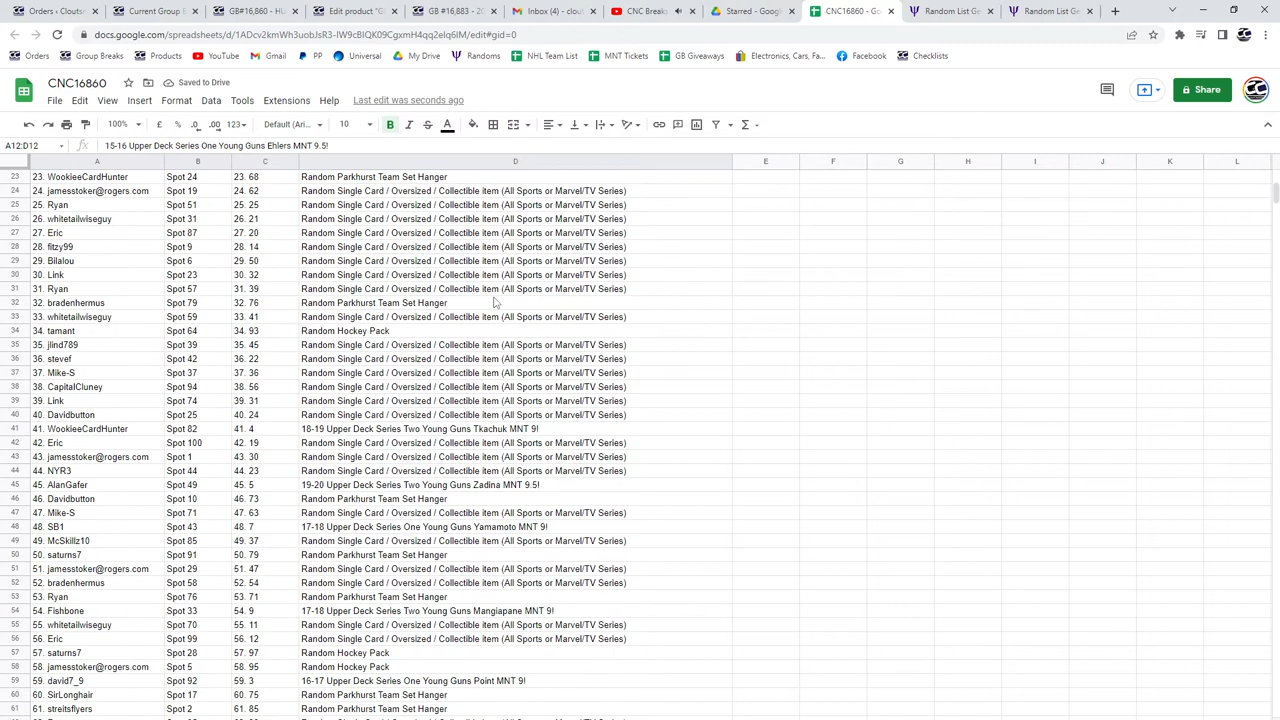 Orders - Cloutsn
Current Group
GB#16,860 - HU
Edit product "G
GB #16,883 - 20
Inbox (4) - clout
CNC Break
Starred - Google
CNC16860 - Go
Random List Ge
Random List Ge
docs.google.com/spreadsheets/d/1ADcv2kmWh3uobJsR3-IW9cBIQK09CgxmH4qq2eIq6IM/edit#gid=0
Orders Group Breaks Products YouTube Gmail PP Universal My Drive Randoms NHL Team List MNT Tickets GB Giveaways Electronics, Cars, Fa... Facebook Checklists
CNC16860 Saved to Drive
File Edit View Insert Format Data Tools Extensions Help Last edit was seconds ago
Share
100% £ % .0 .00 123 Default (Ari... 10 B I S A
A12:D12 fx 15-16 Upper Deck Series One Young Guns Ehlers MNT 9.5!
A B C D E F G H I J K L
23 23. WookieeCardHunter Spot 24 23. 68 Random Parkhurst Team Set Hanger
24 24. jamesstoker@rogers.com Spot 19 24. 62 Random Single Card / Oversized / Collectible item (All Sports or Marvel/TV Series)
25 25. Ryan Spot 51 25. 25 Random Single Card / Oversized / Collectible item (All Sports or Marvel/TV Series)
26 26. whitetailwiseguy Spot 31 26. 21 Random Single Card / Oversized / Collectible item (All Sports or Marvel/TV Series)
27 27. Eric Spot 87 27. 20 Random Single Card / Oversized / Collectible item (All Sports or Marvel/TV Series)
28 28. fitzy99 Spot 9 28. 14 Random Single Card / Oversized / Collectible item (All Sports or Marvel/TV Series)
29 29. Bilalou Spot 6 29. 50 Random Single Card / Oversized / Collectible item (All Sports or Marvel/TV Series)
30 30. Link Spot 23 30. 32 Random Single Card / Oversized / Collectible item (All Sports or Marvel/TV Series)
31 31. Ryan Spot 57 31. 39 Random Single Card / Oversized / Collectible item (All Sports or Marvel/TV Series)
32 32. bradenhermus Spot 79 32. 76 Random Parkhurst Team Set Hanger
33 33. whitetailwiseguy Spot 59 33. 41 Random Single Card / Oversized / Collectible item (All Sports or Marvel/TV Series)
34 34. tamant Spot 64 34. 93 Random Hockey Pack
35 35. jlind789 Spot 39 35. 45 Random Single Card / Oversized / Collectible item (All Sports or Marvel/TV Series)
36 36. stevef Spot 42 36. 22 Random Single Card / Oversized / Collectible item (All Sports or Marvel/TV Series)
37 37. Mike-S Spot 37 37. 36 Random Single Card / Oversized / Collectible item (All Sports or Marvel/TV Series)
38 38. CapitalCluney Spot 94 38. 56 Random Single Card / Oversized / Collectible item (All Sports or Marvel/TV Series)
39 39. Link Spot 74 39. 31 Random Single Card / Oversized / Collectible item (All Sports or Marvel/TV Series)
40 40. Davidbutton Spot 25 40. 24 Random Single Card / Oversized / Collectible item (All Sports or Marvel/TV Series)
41 41. WookieeCardHunter Spot 82 41. 4 18-19 Upper Deck Series Two Young Guns Tkachuk MNT 9!
42 42. Eric Spot 100 42. 19 Random Single Card / Oversized / Collectible item (All Sports or Marvel/TV Series)
43 43. jamesstoker@rogers.com Spot 1 43. 30 Random Single Card / Oversized / Collectible item (All Sports or Marvel/TV Series)
44 44. NYR3 Spot 44 44. 23 Random Single Card / Oversized / Collectible item (All Sports or Marvel/TV Series)
45 45. AlanGafer Spot 49 45. 5 19-20 Upper Deck Series Two Young Guns Zadina MNT 9.5!
46 46. Davidbutton Spot 10 46. 73 Random Parkhurst Team Set Hanger
47 47. Mike-S Spot 71 47. 63 Random Single Card / Oversized / Collectible item (All Sports or Marvel/TV Series)
48 48. SB1 Spot 43 48. 7 17-18 Upper Deck Series One Young Guns Yamamoto MNT 9!
49 49. McSkillz10 Spot 85 49. 37 Random Single Card / Oversized / Collectible item (All Sports or Marvel/TV Series)
50 50. saturns7 Spot 91 50. 79 Random Parkhurst Team Set Hanger
51 51. jamesstoker@rogers.com Spot 29 51. 47 Random Single Card / Oversized / Collectible item (All Sports or Marvel/TV Series)
52 52. bradenhermus Spot 58 52. 54 Random Single Card / Oversized / Collectible item (All Sports or Marvel/TV Series)
53 53. Ryan Spot 76 53. 71 Random Parkhurst Team Set Hanger
54 54. Fishbone Spot 33 54. 9 17-18 Upper Deck Series Two Young Guns Mangiapane MNT 9!
55 55. whitetailwiseguy Spot 70 55. 11 Random Single Card / Oversized / Collectible item (All Sports or Marvel/TV Series)
56 56. Eric Spot 99 56. 12 Random Single Card / Oversized / Collectible item (All Sports or Marvel/TV Series)
57 57. saturns7 Spot 28 57. 97 Random Hockey Pack
58 58. jamesstoker@rogers.com Spot 5 58. 95 Random Hockey Pack
59 59. david7_9 Spot 92 59. 3 16-17 Upper Deck Series One Young Guns Point MNT 9!
60 60. SirLonghair Spot 17 60. 75 Random Parkhurst Team Set Hanger
61 61. streitsflyers Spot 2 61. 88 Random Parkhurst Team Set Hanger